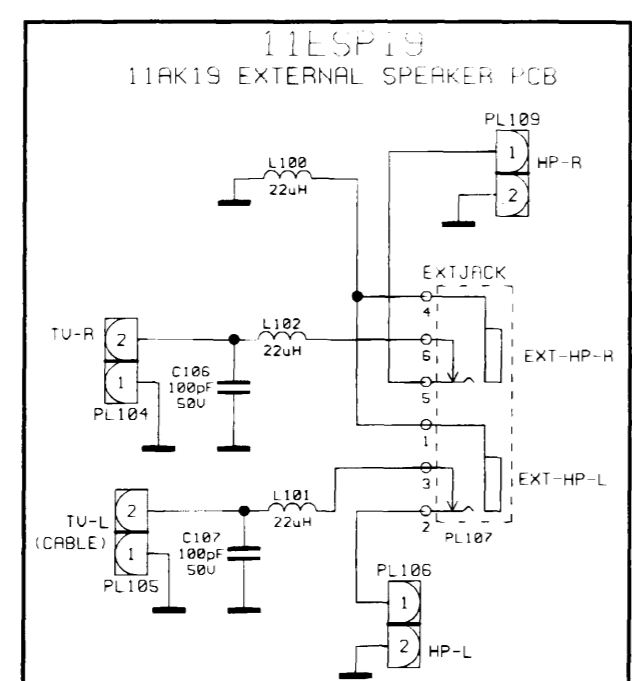 11ESP19
11AK19 EXTERNAL SPEAKER PCB
PL109
1
HP-R
2
L100
22uH
EXTJACK
4
TV-R
2
L102
22uH
6
EXT-HP-R
C106
100pF
50V
1
5
PL104
1
3
EXT-HP-L
L101
22uH
TV-L
(CABLE)
2
C107
100pF
50V
2
PL107
1
PL105
PL106
1
2
HP-L